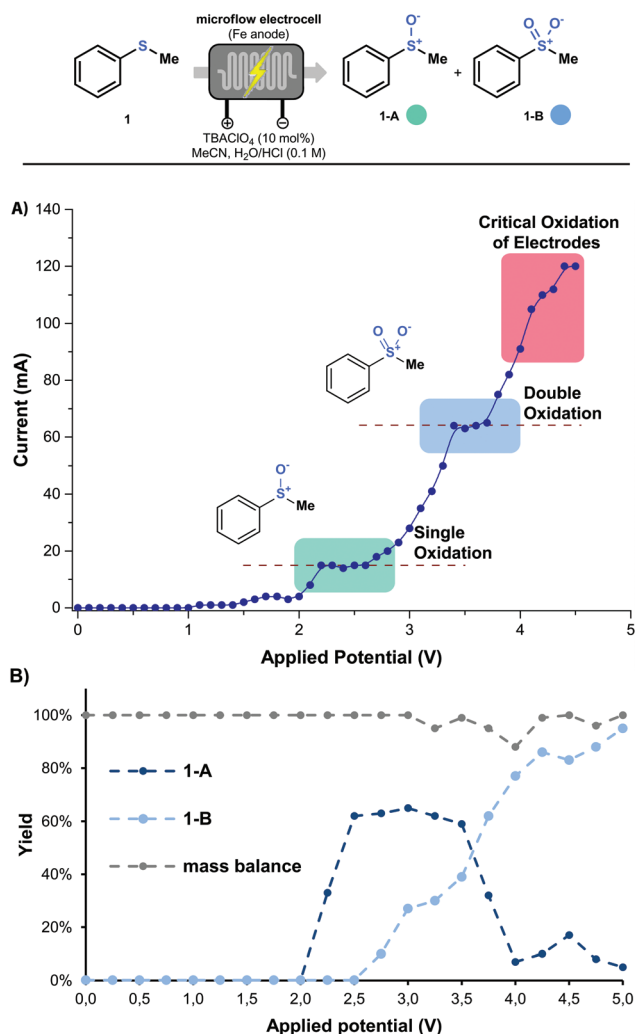 microflow electrocell
(Fe anode)
S
Me
1
+
−
TBAClO₄ (10 mol%)
MeCN, H₂O/HCl (0.1 M)
O⁻
S⁺
Me
1-A
+
O
O⁻
S⁺
Me
1-B
A)
Current (mA)
140
120
100
80
60
40
20
0
Critical Oxidation
of Electrodes
O
O⁻
S⁺
Me
Double
Oxidation
O⁻
S⁺
Me
Single
Oxidation
0 1 2 3 4 5
Applied Potential (V)
B)
Yield
100%
80%
60%
40%
20%
0%
1-A
1-B
mass balance
0,0 0,5 1,0 1,5 2,0 2,5 3,0 3,5 4,0 4,5 5,0
Applied potential (V)